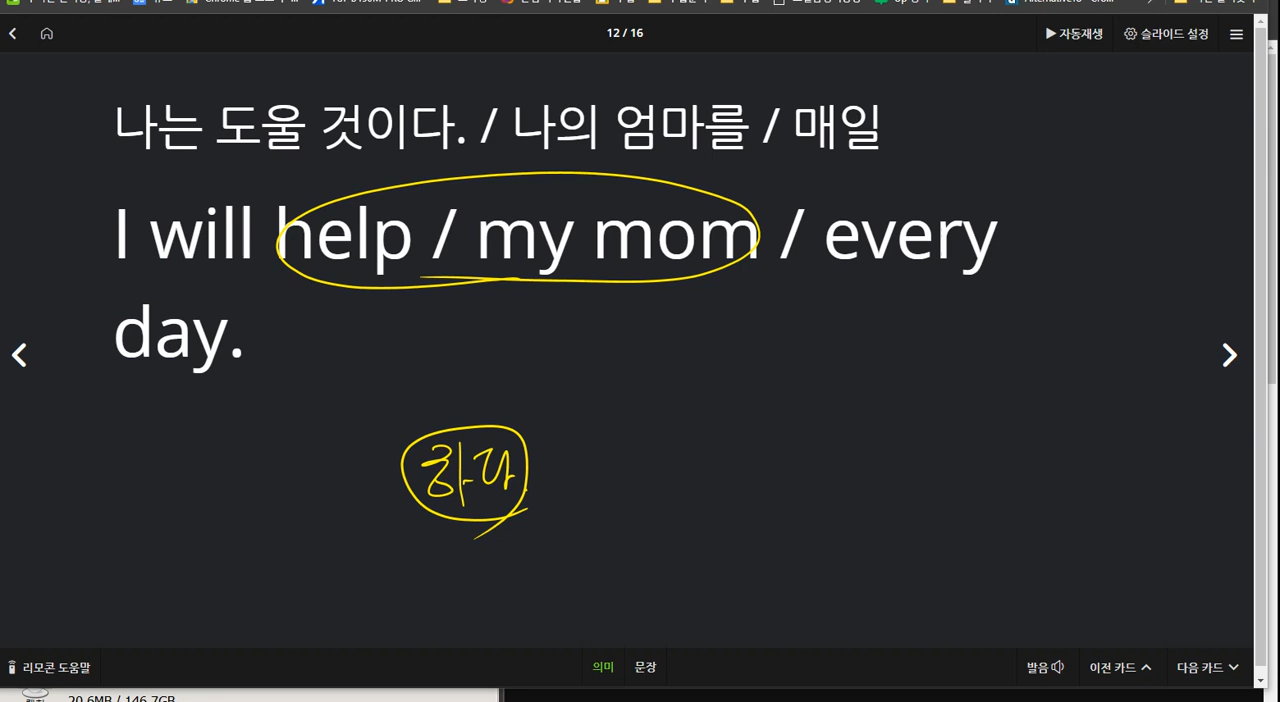 12 / 16
자동재생
슬라이드 설정
나는 도울 것이다. / 나의 엄마를 / 매일
I will help / my mom / every
day.
하다
리모콘 도움말
의미
문장
발음
이전 카드
다음 카드
20.6MB / 146.7GB